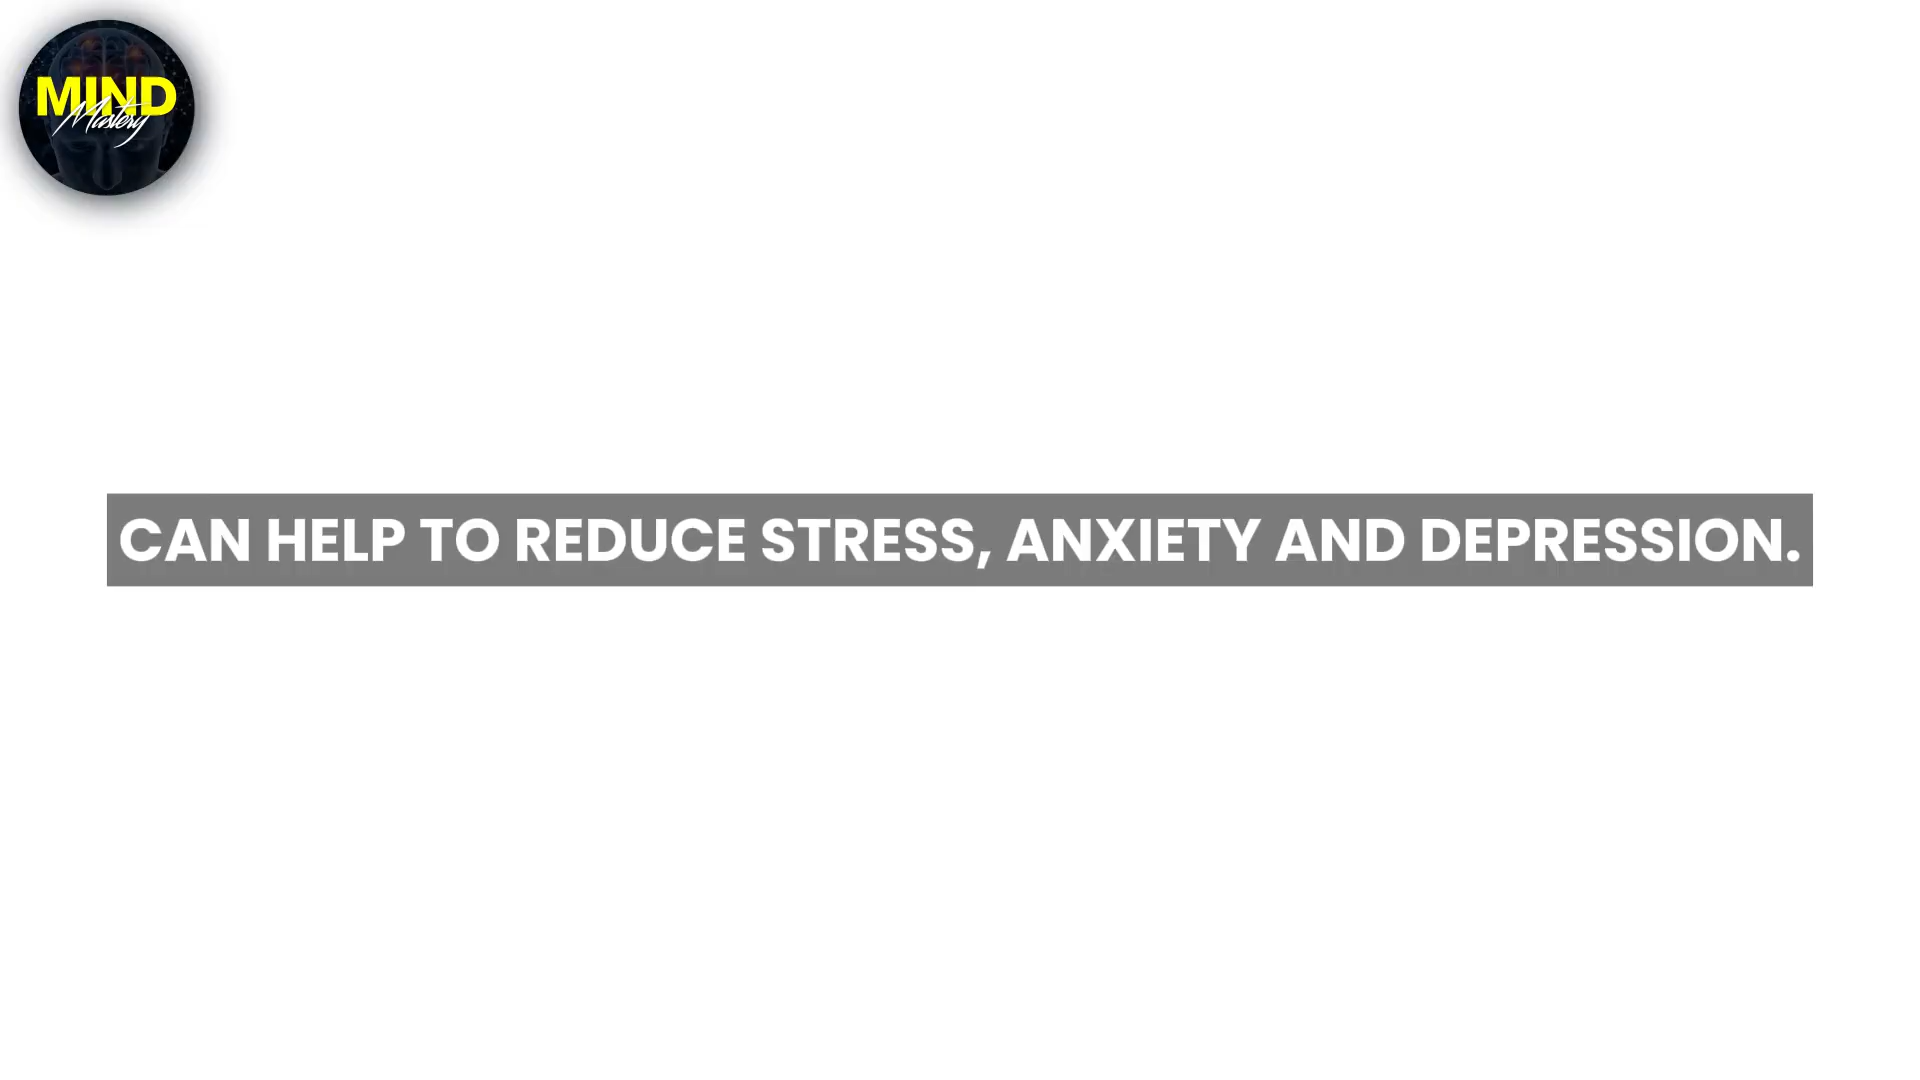 MIND
Mastery
CAN HELP TO REDUCE STRESS, ANXIETY AND DEPRESSION.